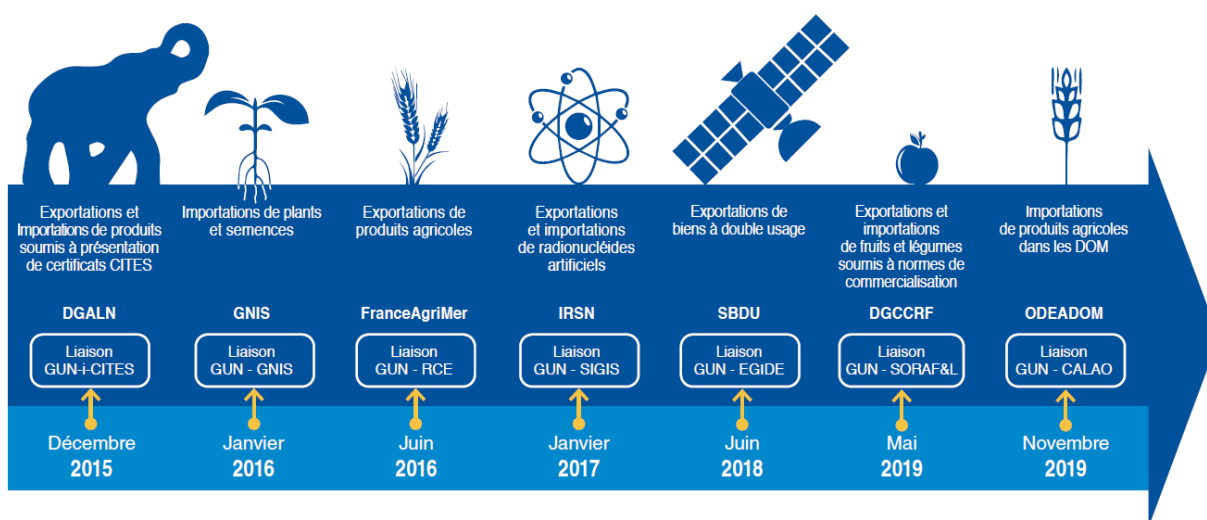 Exportations et
Importations de produits
soumis à présentation
de certificats CITES
DGALN
Liaison
GUN-i-CITES
Décembre
2015
Importations de plants
et semences
GNIS
Liaison
GUN - GNIS
Janvier
2016
Exportations de
produits agricoles
FranceAgriMer
Liaison
GUN - RCE
Juin
2016
Exportations
et importations
de radionucléides
artificiels
IRSN
Liaison
GUN - SIGIS
Janvier
2017
Exportations de
biens à double usage
SBDU
Liaison
GUN - EGIDE
Juin
2018
Exportations et
importations
de fruits et légumes
soumis à normes de
commercialisation
DGCCRF
Liaison
GUN - SORAF&L
Mai
2019
Importations
de produits agricoles
dans les DOM
ODEADOM
Liaison
GUN - CALAO
Novembre
2019